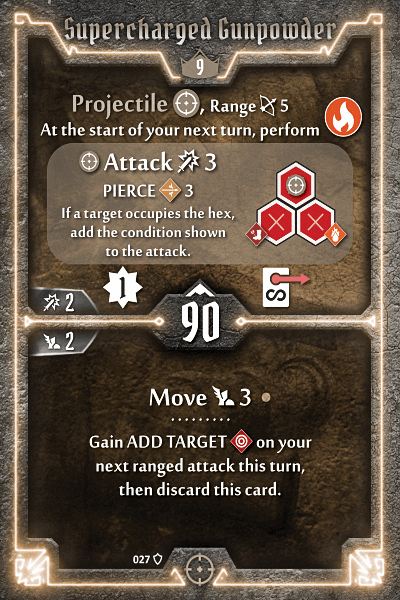 Supercharged Gunpowder
9
Projectile , Range 5
At the start of your next turn, perform
Attack 3
PIERCE 3
If a target occupies the hex,
add the condition shown
to the attack.
1
2
90
2
Move 3
Gain ADD TARGET on your
next ranged attack this turn,
then discard this card.
027